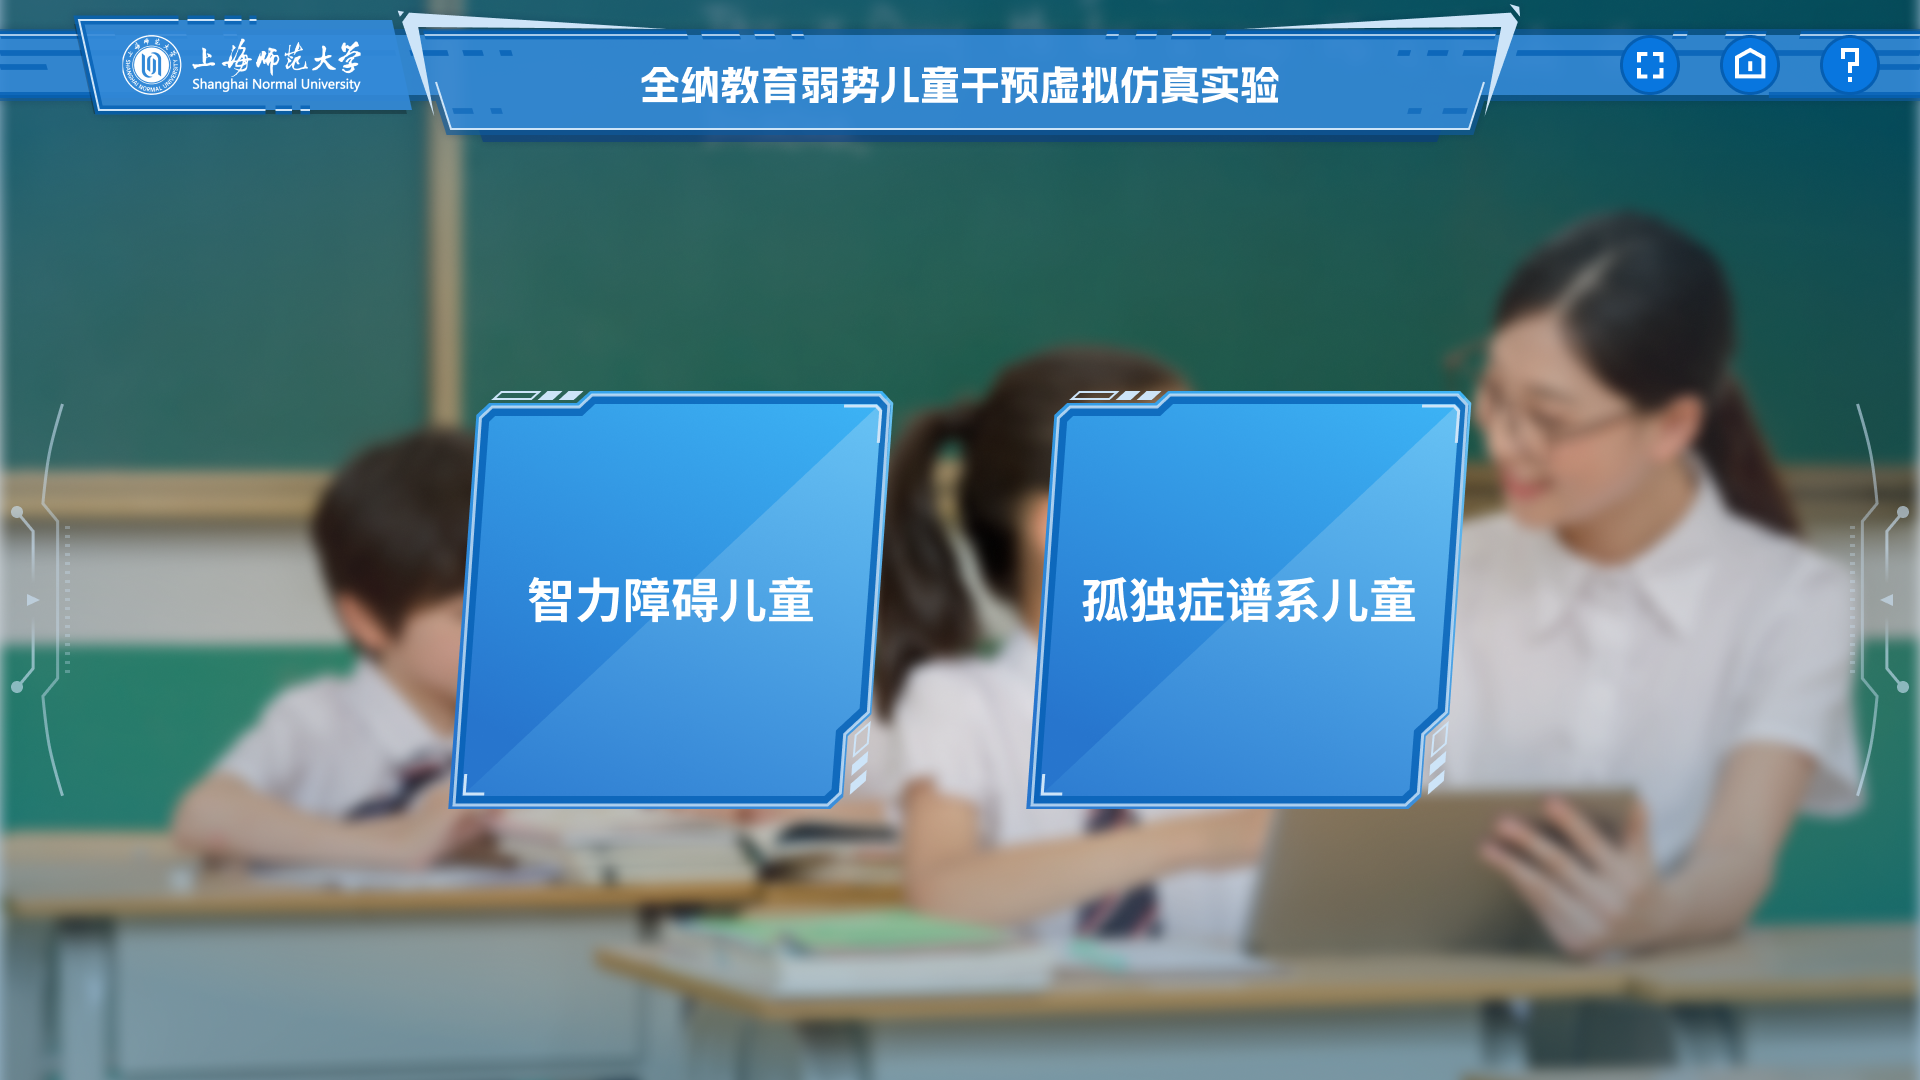 上海师范大学
Shanghai Normal University
全纳教育弱势儿童干预虚拟仿真实验
智力障碍儿童
孤独症谱系儿童